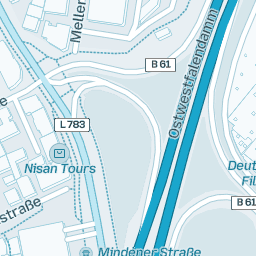 Meller
B 61
Ostwestfalendamm
L 783
Nisan Tours
Deut
Fil
straße
B 61
Mindener Straße